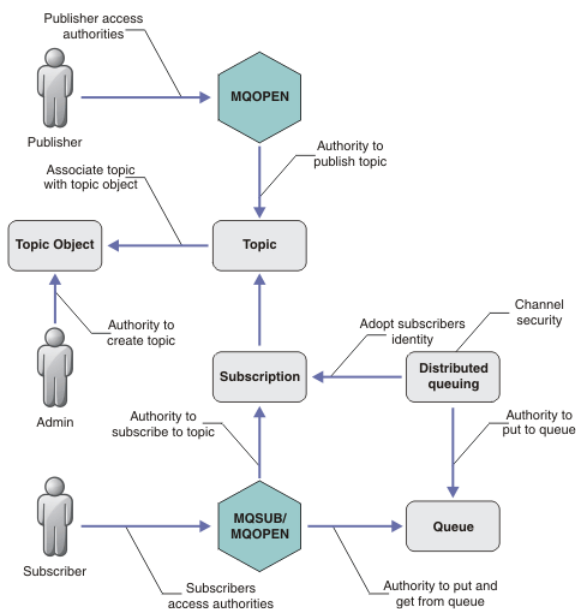 Publisher access
authorities
MQOPEN
Publisher
Authority to
publish topic
Associate topic
with topic object
Topic Object
Topic
Authority to
create topic
Admin
Channel
security
Adopt subscribers
identity
Subscription
Distributed
queuing
Authority to
subscribe to topic
Authority to
put to queue
MQSUB/
MQOPEN
Queue
Subscriber
Subscribers
access authorities
Authority to put and
get from queue